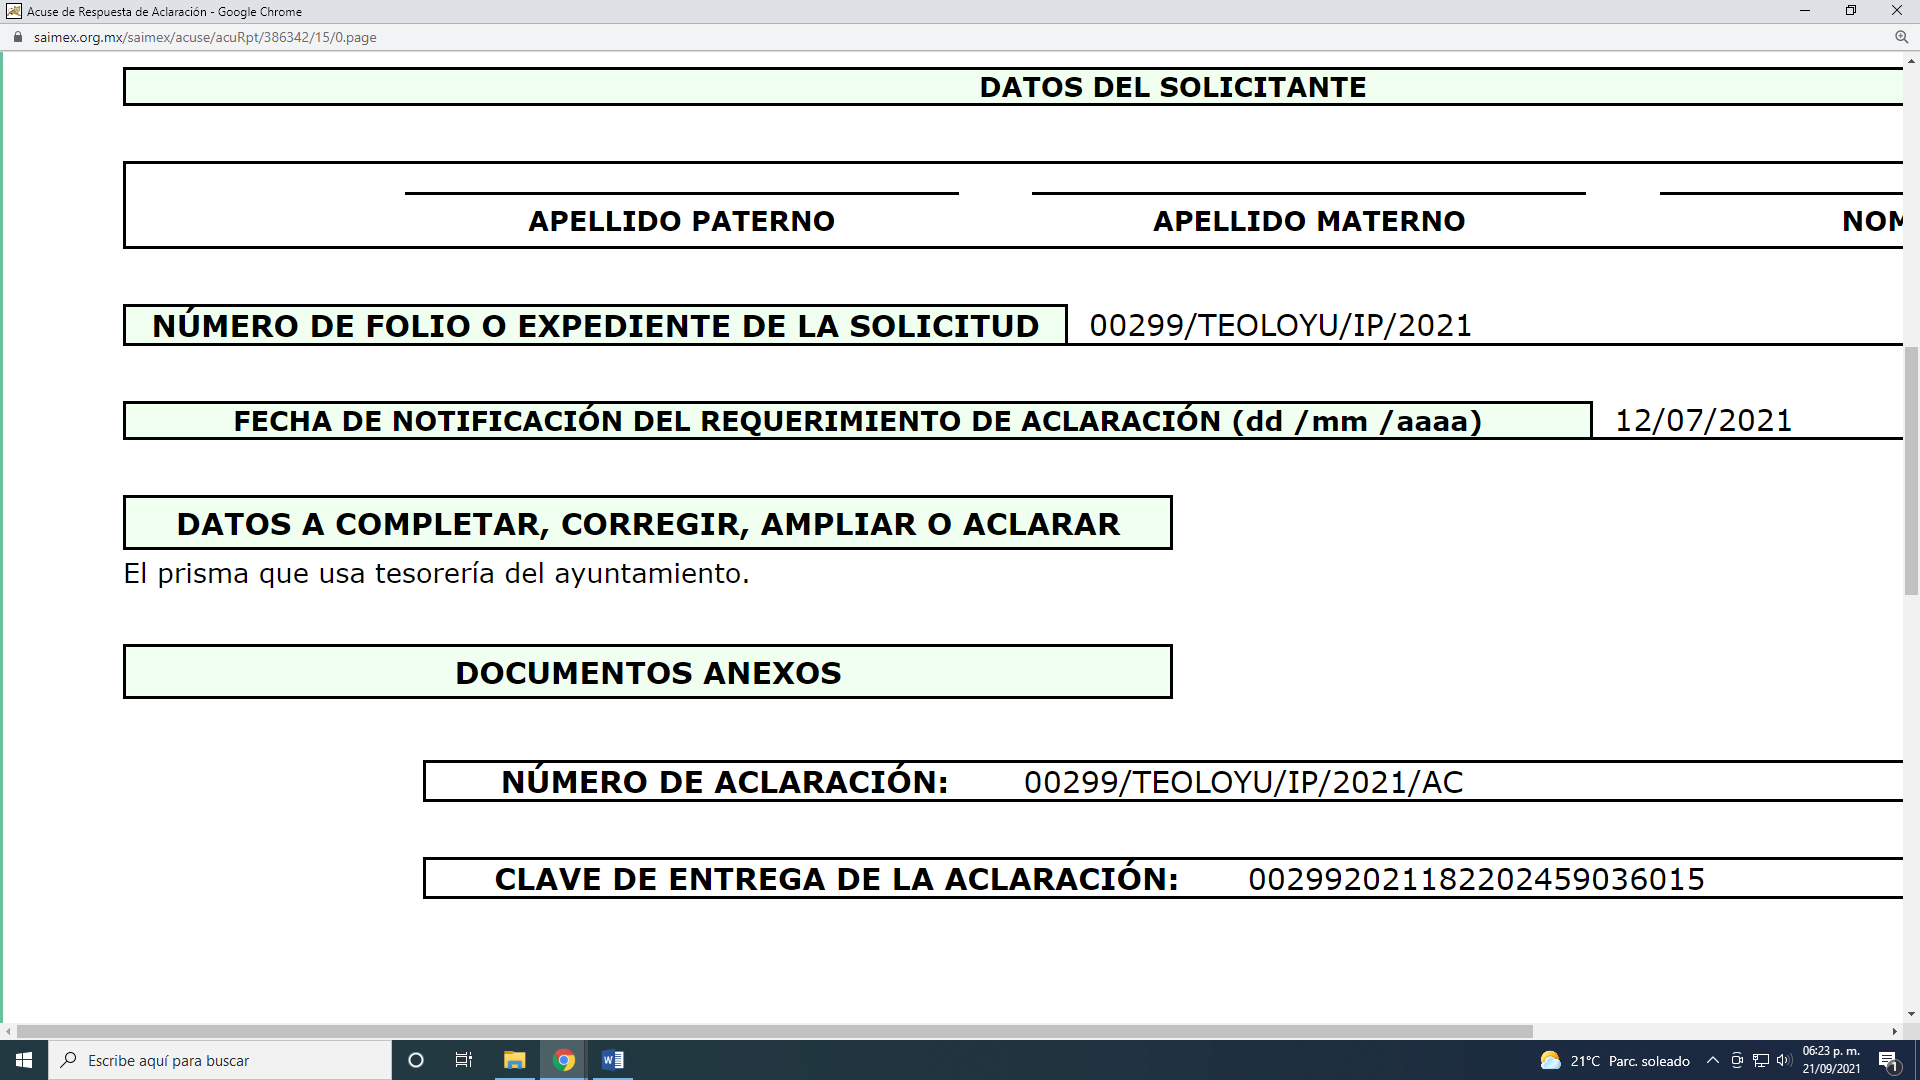 Acuse de Respuesta de Aclaración - Google Chrome
saimex.org.mx/saimex/acuse/acuRpt/386342/15/0.page
DATOS DEL SOLICITANTE
APELLIDO PATERNO APELLIDO MATERNO NOM
NÚMERO DE FOLIO O EXPEDIENTE DE LA SOLICITUD 00299/TEOLOYU/IP/2021
FECHA DE NOTIFICACIÓN DEL REQUERIMIENTO DE ACLARACIÓN (dd /mm /aaaa) 12/07/2021
DATOS A COMPLETAR, CORREGIR, AMPLIAR O ACLARAR
El prisma que usa tesorería del ayuntamiento.
DOCUMENTOS ANEXOS
NÚMERO DE ACLARACIÓN: 00299/TEOLOYU/IP/2021/AC
CLAVE DE ENTREGA DE LA ACLARACIÓN: 002992021182202459036015
Escribe aquí para buscar
21°C Parc. soleado
06:23 p. m.
21/09/2021
1